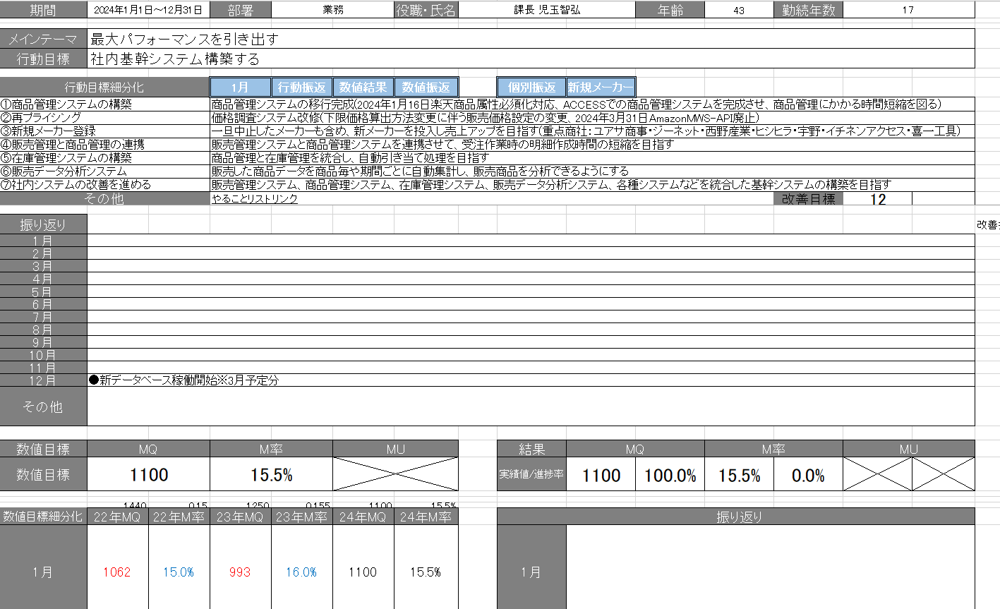 期間 2024年1月1日～12月31日 部署 業務 役職・氏名 課長 児玉智弘 年齢 43 勤続年数 17
メインテーマ 最大パフォーマンスを引き出す
行動目標 社内基幹システム構築する
行動目標細分化 1月 行動振返 数値結果 数値振返 個別振返 新規メーカー
①商品管理システムの構築 商品管理システムの移行完成(2024年1月16日楽天商品属性必須化対応、ACCESSでの商品管理システムを完成させ、商品管理にかかる時間短縮を図る)
②再プライシング 価格調査システム改修(下限価格算出方法変更に伴う販売価格設定の変更、2024年3月31日AmazonMWS-API廃止)
③新規メーカー登録 一旦中止したメーカーも含め、新メーカーを投入し売上アップを目指す(重点商社：ユアサ商事・ジーネット・西野産業・ヒシヒラ・宇野・イチネンアクセス・喜一工具)
④販売管理と商品管理の連携 販売管理システムと商品管理システムを連携させて、受注作業時の明細作成時間の短縮を目指す
⑤在庫管理システムの構築 商品管理と在庫管理を統合し、自動引き当て処理を目指す
⑥販売データ分析システム 販売した商品データを商品毎や期間ごとに自動集計し、販売商品を分析できるようにする
⑦社内システムの改善を進める 販売管理システム、商品管理システム、在庫管理システム、販売データ分析システム、各種システムなどを統合した基幹システムの構築を目指す
その他 やることリストリンク 改善目標 12
振り返り 改善
1月
2月
3月
4月
5月
6月
7月
8月
9月
10月
11月
12月 ●新データベース稼働開始※3月予定分
その他
数値目標 MQ M率 MU 結果 MQ M率 MU
数値目標 1100 15.5% 実績値/進捗率 1100 100.0% 15.5% 0.0%
1440 0.15 1250 0.155 1100 15.5%
数値目標細分化 22年MQ 22年M率 23年MQ 23年M率 24年MQ 24年M率 振り返り
1月 1062 15.0% 993 16.0% 1100 15.5% 1月